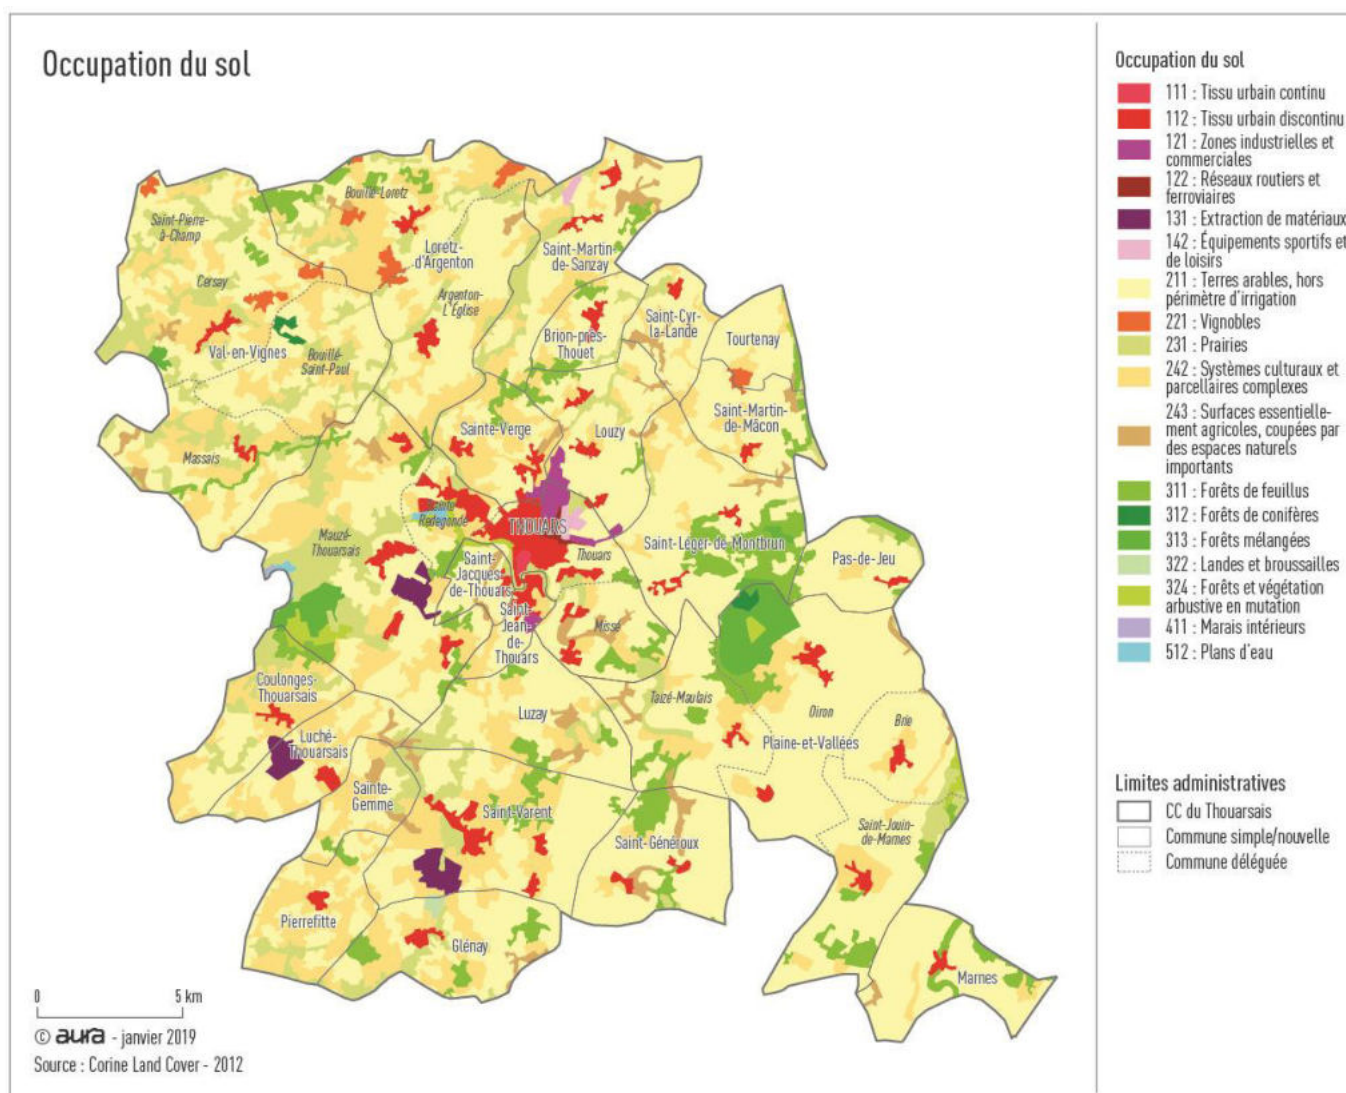 Occupation du sol
Bouillé-Loretz
Saint-Pierre-
à-Champ
Loretz-
d'Argenton
Saint-Martin-
de-Sanzay
Cersay
Argenton-
L'Église
Saint-Cyr-
la-Lande
Brion-près-
Thouet
Tourtenay
Val-en-Vignes
Bouillé-
Saint-Paul
Saint-Martin-
de-Mâcon
Sainte-Verge
Louzy
Massais
Sainte
Radegonde
THOUARS
Mauzé-
Thouarsais
Thouars
Saint-Léger-de-Montbrun
Pas-de-Jeu
Saint-
Jacques-
de-Thouars
Saint-
Jean-
de-
Thouars
Missé
Coulonges-
Thouarsais
Taizé-Maulais
Luzay
Oiron
Brie
Luché-
Thouarsais
Plaine-et-Vallées
Sainte-
Gemme
Saint-Varent
Saint-Généroux
Saint-Jouin-
de-Marnes
Pierrefitte
Glénay
Marnes
0 5 km
© aura - janvier 2019
Source : Corine Land Cover - 2012
Occupation du sol
111 : Tissu urbain continu
112 : Tissu urbain discontinu
121 : Zones industrielles et
commerciales
122 : Réseaux routiers et
ferroviaires
131 : Extraction de matériaux
142 : Équipements sportifs et
de loisirs
211 : Terres arables, hors
périmètre d'irrigation
221 : Vignobles
231 : Prairies
242 : Systèmes culturaux et
parcellaires complexes
243 : Surfaces essentielle-
ment agricoles, coupées par
des espaces naturels
importants
311 : Forêts de feuillus
312 : Forêts de conifères
313 : Forêts mélangées
322 : Landes et broussailles
324 : Forêts et végétation
arbustive en mutation
411 : Marais intérieurs
512 : Plans d'eau
Limites administratives
CC du Thouarsais
Commune simple/nouvelle
Commune déléguée